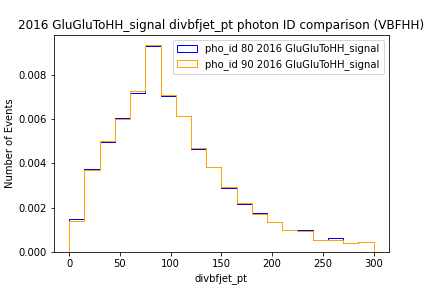 2016 GluGluToHH_signal divbfjet_pt photon ID comparison (VBFHH)
pho_id 80 2016 GluGluToHH_signal
pho_id 90 2016 GluGluToHH_signal
Number of Events
0.008
0.006
0.004
0.002
0.000
0 50 100 150 200 250 300
divbfjet_pt